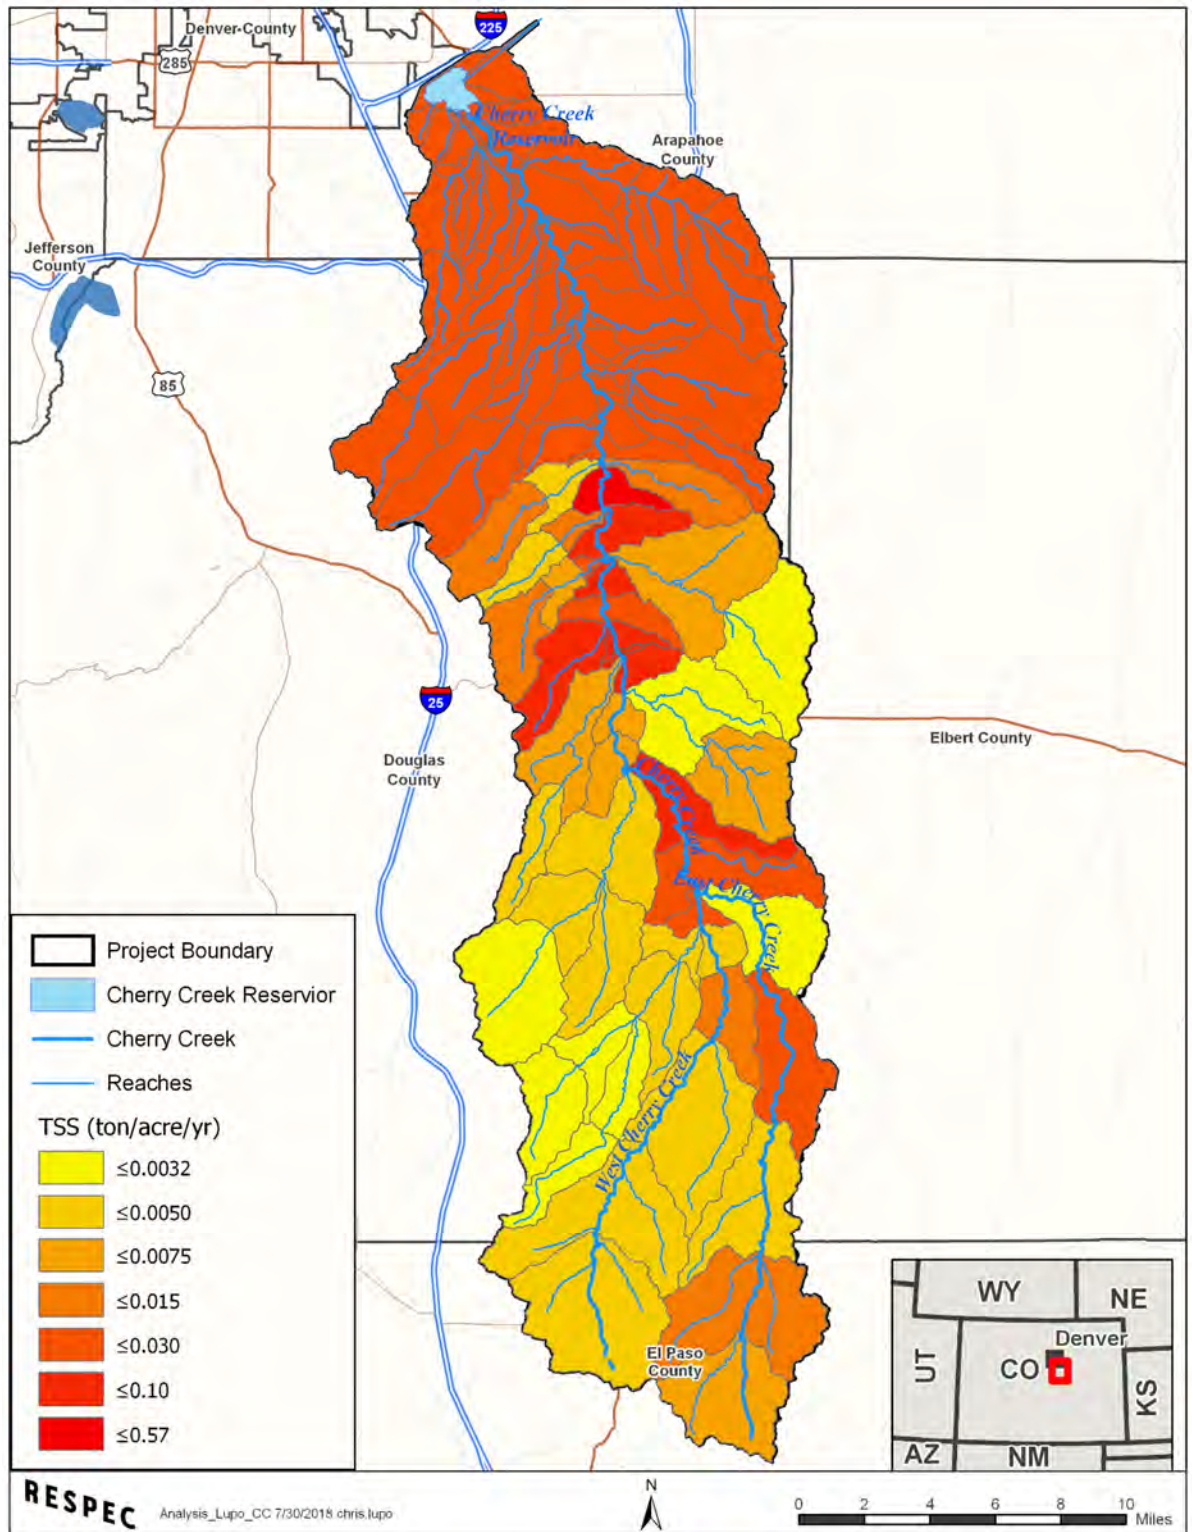 225
Denver County
285
Cherry Creek
Reservoir
Arapahoe
County
Jefferson
County
85
25
Elbert County
Douglas
County
Cherry Creek
East Cherry Creek
West Cherry Creek
El Paso
County
Project Boundary
Cherry Creek Reservior
Cherry Creek
Reaches
TSS (ton/acre/yr)
≤0.0032
≤0.0050
≤0.0075
≤0.015
≤0.030
≤0.10
≤0.57
WY
NE
Denver
UT
CO
KS
AZ
NM
RESPEC
Analysis_Lupo_CC 7/30/2018 chris.lupo
N
0 2 4 6 8 10
Miles